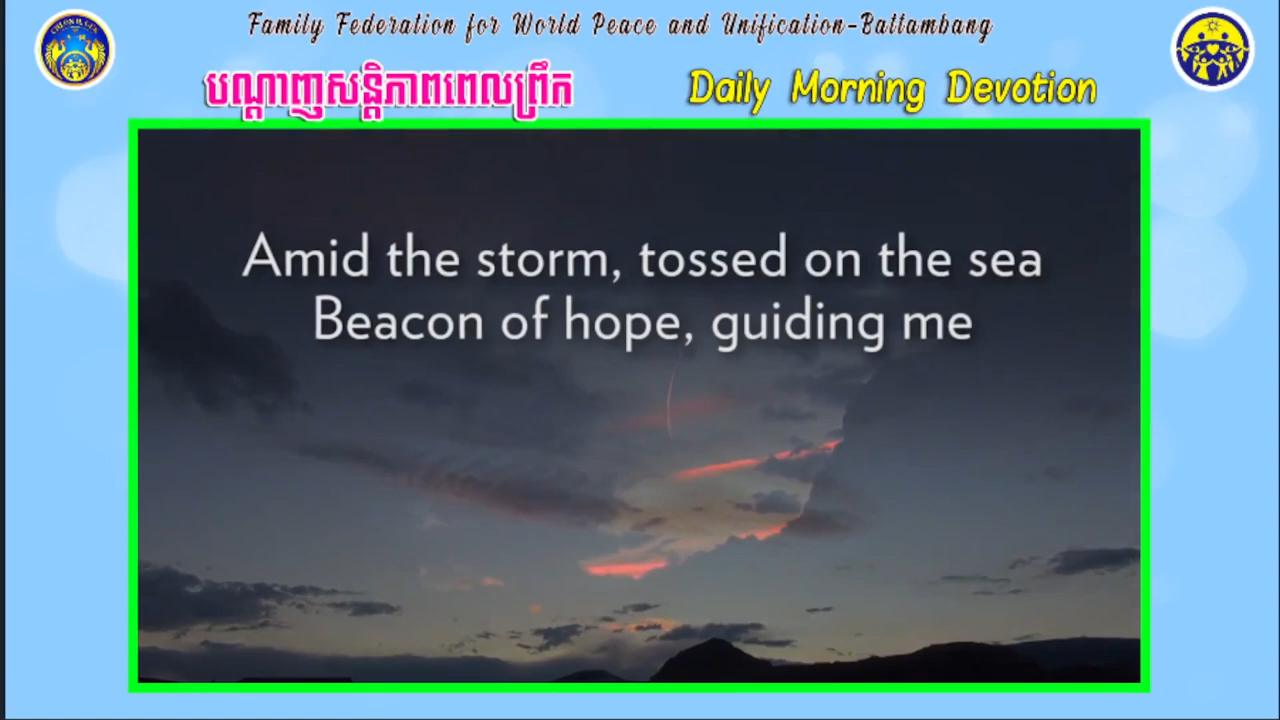 Family Federation for World Peace and Unification-Battambang
បណ្តាញសន្តិភាពពេលព្រឹក
Daily Morning Devotion
Amid the storm, tossed on the sea
Beacon of hope, guiding me